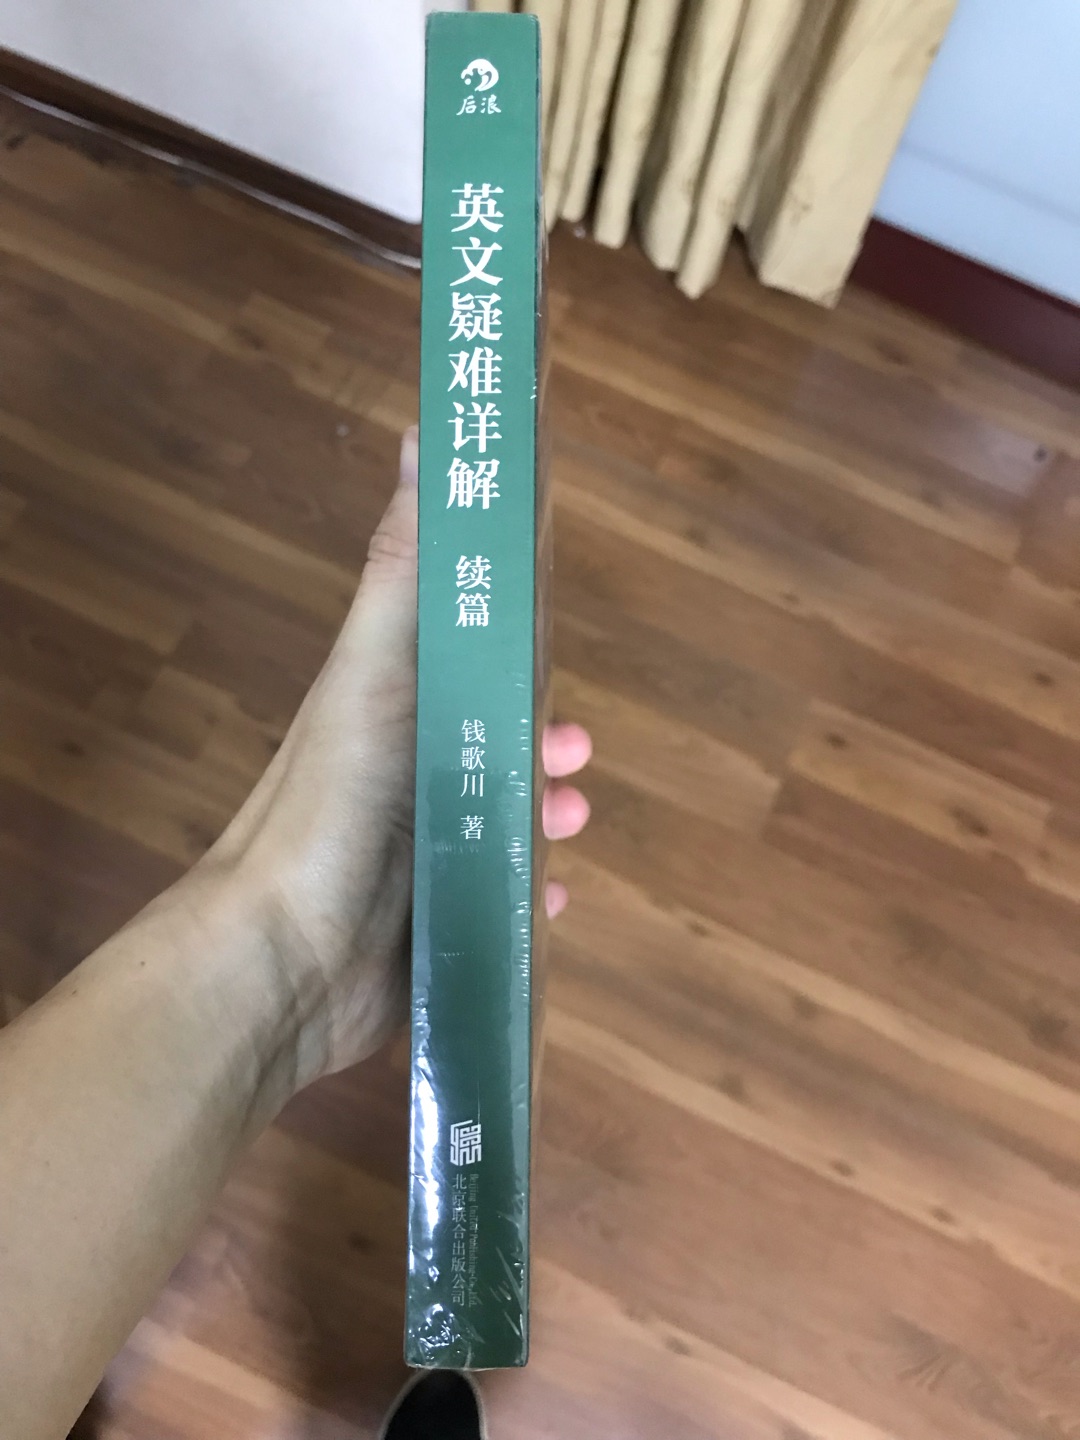 后浪
英文疑难详解
续篇
钱歌川 著
北京联合出版公司